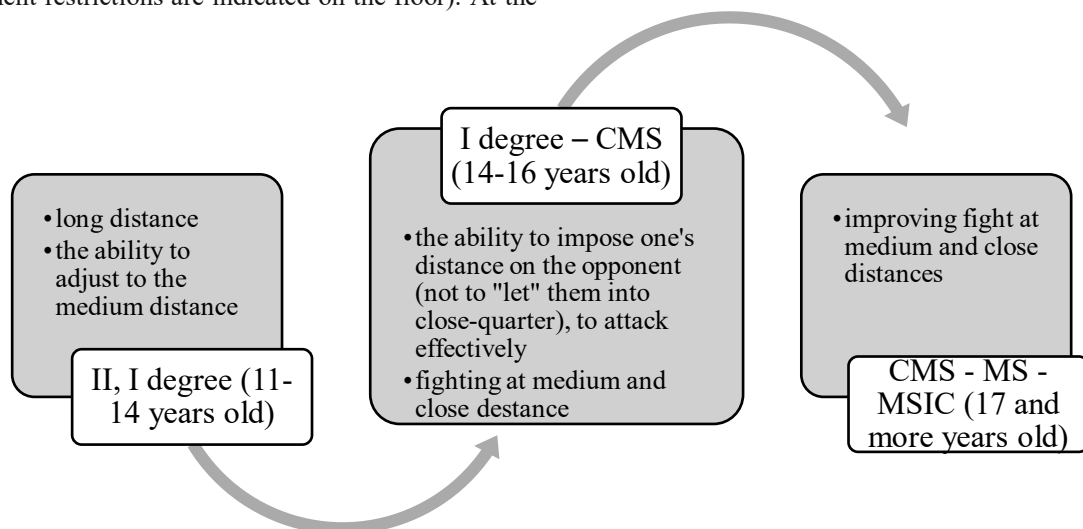 ent restrictions are indicated on the floor). At the
• long distance
• the ability to
adjust to the
medium distance
II, I degree (11-
14 years old)
I degree – CMS
(14-16 years old)
• the ability to impose one's
distance on the opponent
(not to "let" them into
close-quarter), to attack
effectively
• fighting at medium and
close destance
• improving fight at
medium and close
distances
CMS - MS -
MSIC (17 and
more years old)